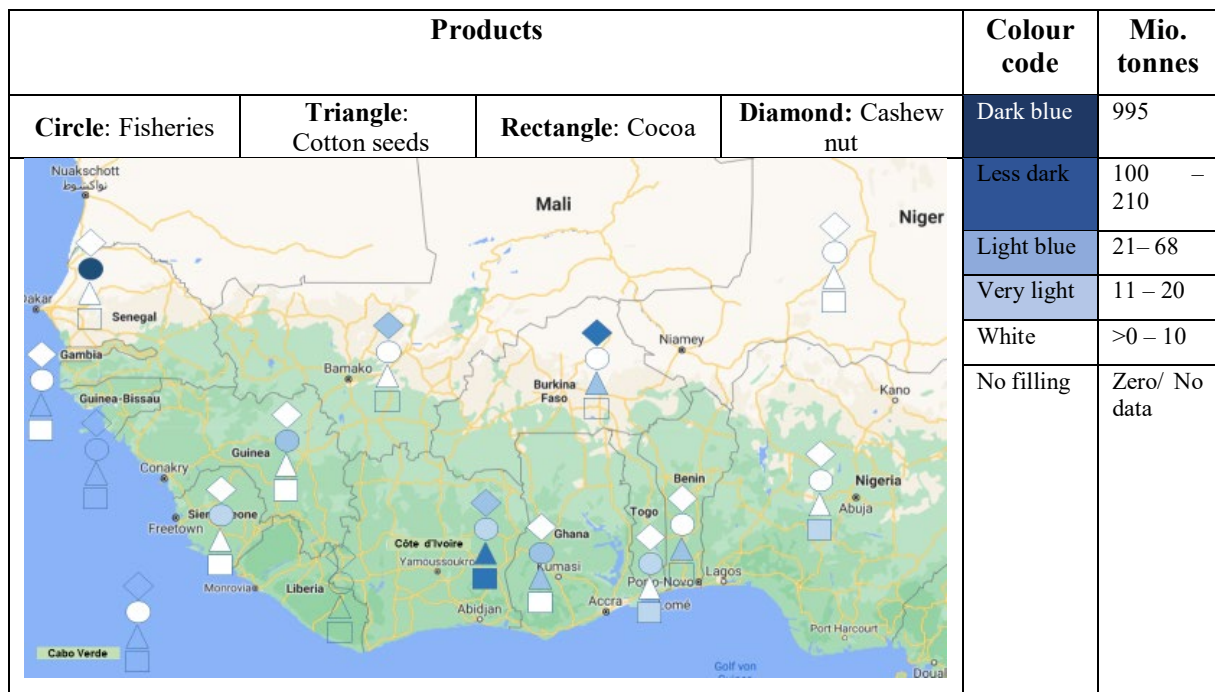 Products
Colour
code
Mio.
tonnes
Circle: Fisheries
Triangle:
Cotton seeds
Rectangle: Cocoa
Diamond: Cashew
nut
Dark blue
995
Less dark
100 –
210
Light blue
21– 68
Very light
11 – 20
White
>0 – 10
No filling
Zero/ No
data
Nuakschott
نواكشوط
Mali
Niger
Dakar
Senegal
Gambia
Bamako
Niamey
Burkina
Faso
Kano
Guinea-Bissau
Guinea
Conakry
Benin
Nigeria
Abuja
Freetown
Togo
Ghana
Côte d'Ivoire
Yamoussoukro
Kumasi
Monrovia
Liberia
Lagos
Accra
Lomé
Abidjan
Port Harcourt
Cabo Verde
Golf von